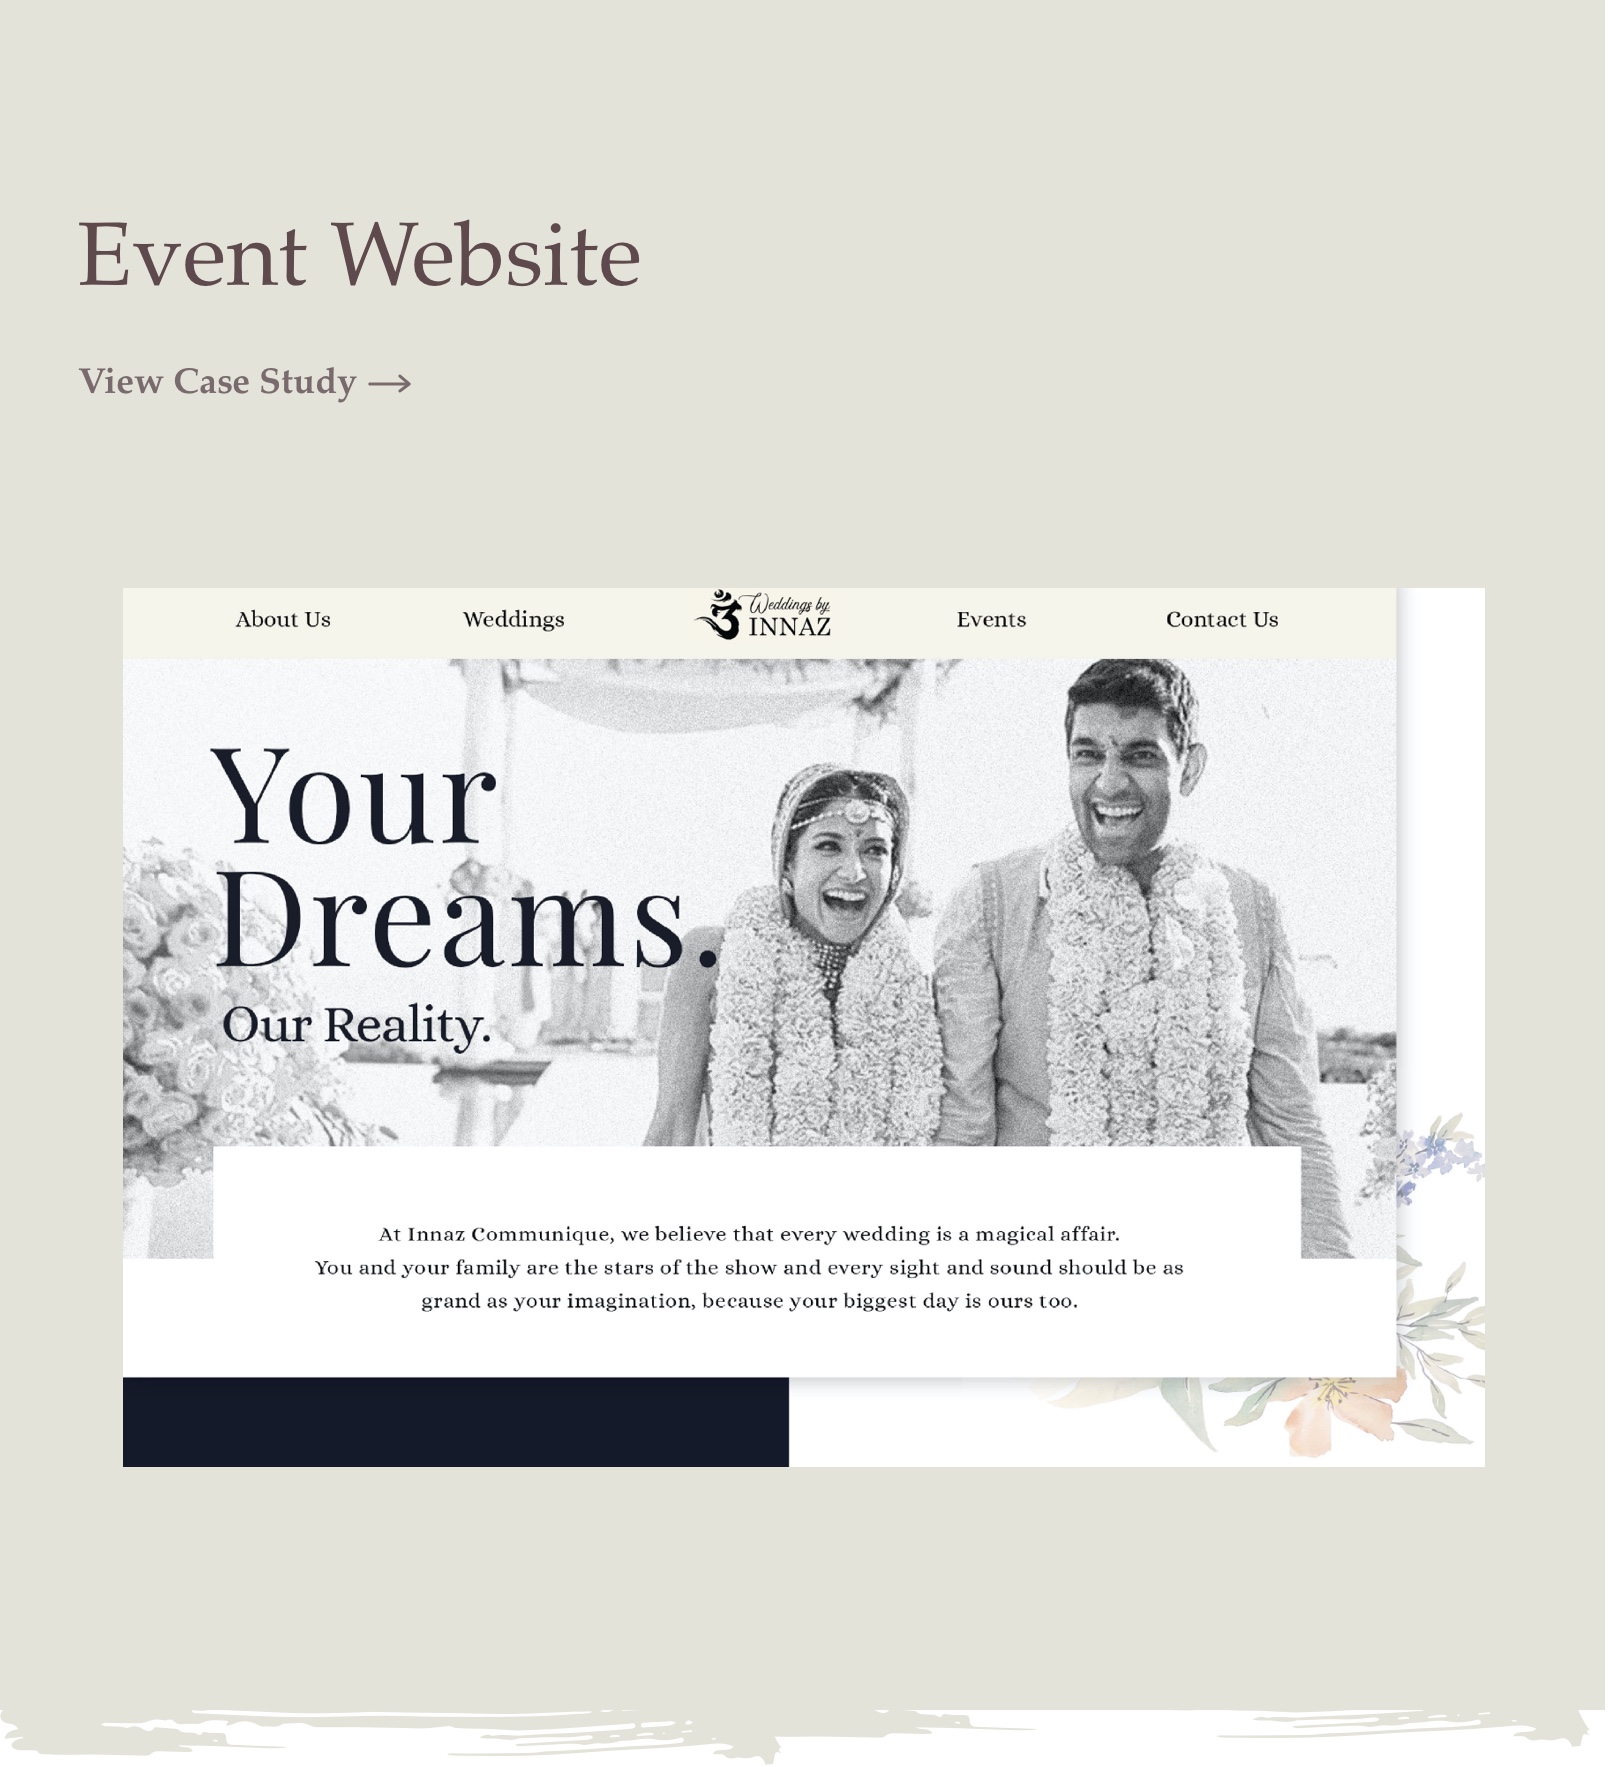 Event Website
View Case Study →
About Us
Weddings
Weddings by
INNAZ
Events
Contact Us
Your
Dreams.
Our Reality.
At Innaz Communique, we believe that every wedding is a magical affair.
You and your family are the stars of the show and every sight and sound should be as
grand as your imagination, because your biggest day is ours too.